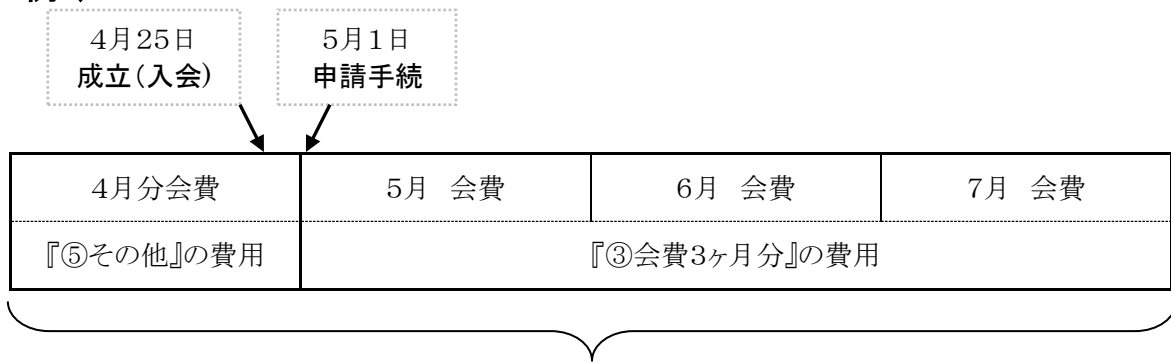 4月25日
成立(入会)
5月1日
申請手続
4月分会費
5月 会費
6月 会費
7月 会費
『⑤その他』の費用
『③会費3ヶ月分』の費用